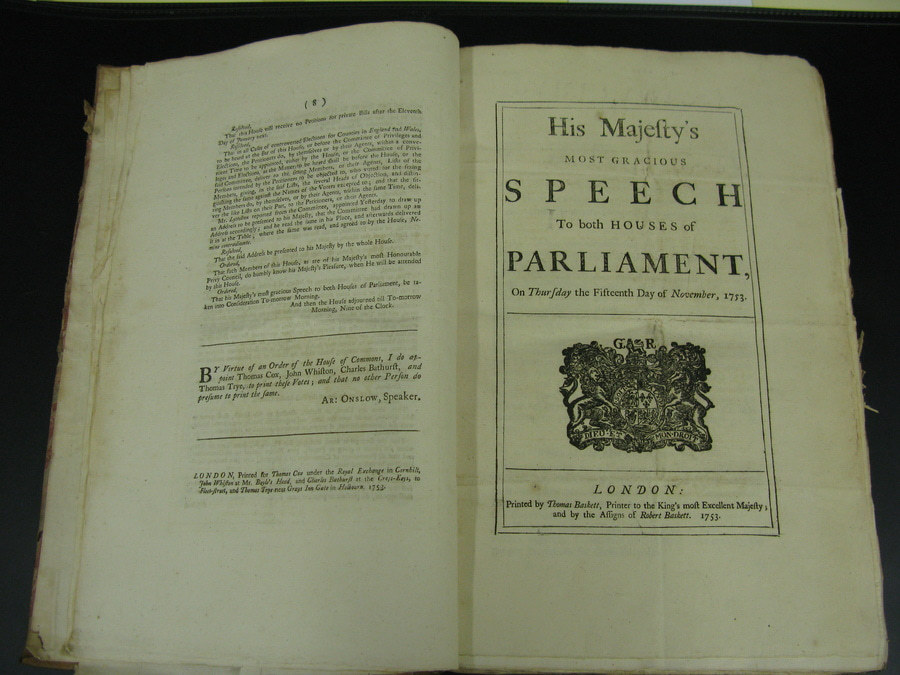 ( 8 )
Resolved,
That this House will receive no Petitions for private Bills after the Eleventh
Day of January next.
Resolved,
That in all Cases of controverted Elections for Counties in England and Wales,
to be heard at the Bar of this House, or before the Committee of Privileges and
Elections, the Petitioners do, by themselves or by their Agents, within a conve-
nient Time to be appointed, either by the House, or the Committee of Privi-
leges and Elections, as the Matter to be heard shall be before the House, or the
said Committee, deliver to the sitting Members, or their Agents, Lists of the
Persons intended by the Petitioners to be objected to, who voted for the sitting
Members, giving, in the said Lists, the several Heads of Objection, and distin-
guishing the same against the Names of the Voters excepted to; and that the sit-
ting Members do, by themselves, or by their Agents, within the same Time, deli-
ver the like Lists on their Part, to the Petitioners, or their Agents.
Mr. reported from the Committee, appointed Yesterday to draw up
an Address to be presented to his Majesty, that the Committee had drawn up an
Address accordingly; and he read the same in his Place, and afterwards delivered
it in at the Table; where the same was read, and agreed to by the House, Ne-
mine contradicente.
Resolved,
That the said Address be presented to his Majesty by the whole House.
Ordered,
That such Members of this House, as are of his Majesty's most Honourable
Privy Council, do humbly know his Majesty's Pleasure, when He will be attended
by this House.
Ordered,
That his Majesty's most gracious Speech to both Houses of Parliament, be ta-
ken into Consideration To-morrow Morning.
And then the House adjourned till To-morrow
Morning, Nine of the Clock.
BY Virtue of an Order of the House of Commons, I do ap-
point Thomas Cox, John Whiston, Charles Bathurst, and
Thomas Trye, to print these Votes; and that no other Person do
presume to print the same.
AR: ONSLOW, Speaker.
LONDON, Printed for Thomas Cox under the Royal Exchange in Cornhill,
John Whiston at Mr. Boyle's Head, and Charles Bathurst at the Cross-Keys, in
Fleet-street, and Thomas Trye near Grays Inn Gate in Holbourn. 1753.
His Majesty's
MOST GRACIOUS
SPEECH
To both HOUSES of
PARLIAMENT,
On Thursday the Fifteenth Day of November, 1753.
G. R.
DIEU ET MON DROIT
LONDON:
Printed by Thomas Baskett, Printer to the King's most Excellent Majesty;
and by the Assigns of Robert Baskett. 1753.